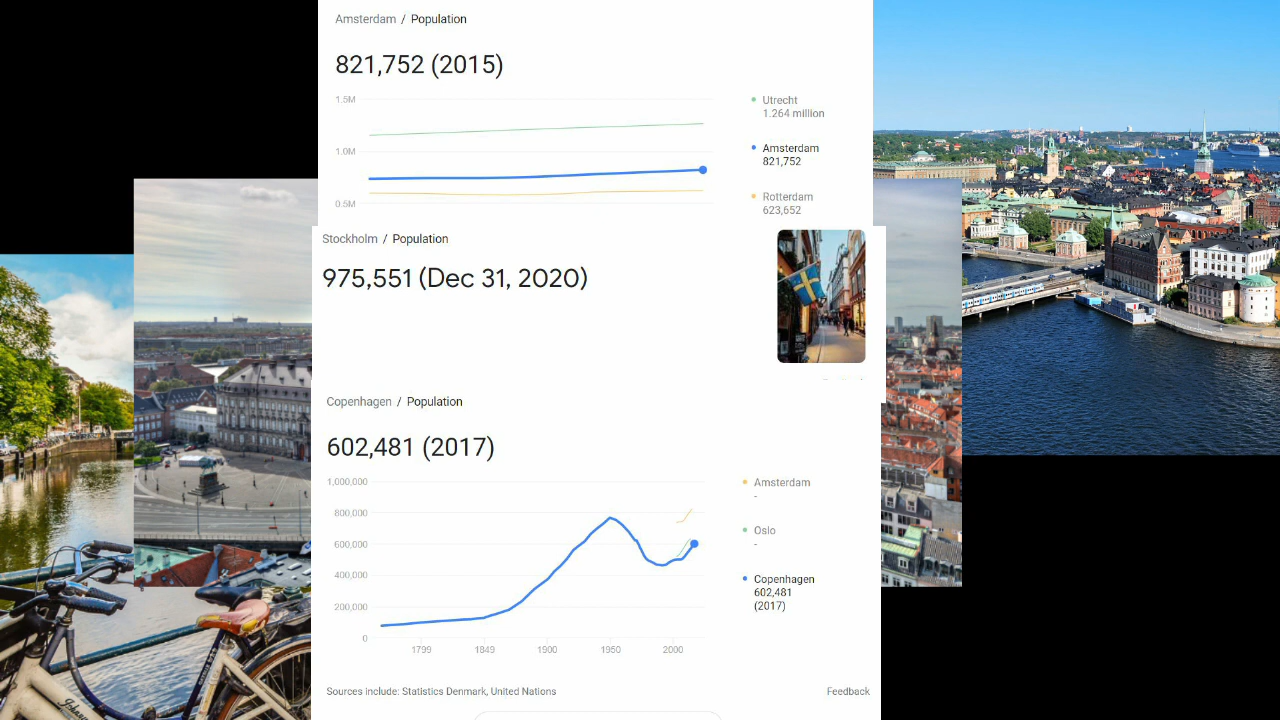 Amsterdam / Population
821,752 (2015)
1.5M
1.0M
0.5M
Utrecht
1.264 million
Amsterdam
821,752
Rotterdam
623,652
Stockholm / Population
975,551 (Dec 31, 2020)
Copenhagen / Population
602,481 (2017)
1,000,000
800,000
600,000
400,000
200,000
0
1799 1849 1900 1950 2000
Amsterdam
-
Oslo
-
Copenhagen
602,481
(2017)
Sources include: Statistics Denmark, United Nations
Feedback